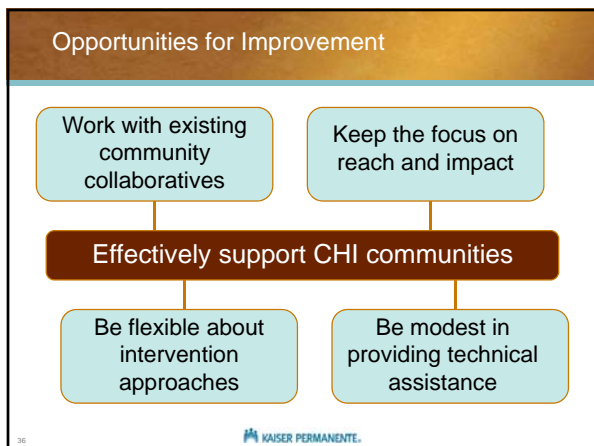 Opportunities for Improvement
Work with existing
community
collaboratives
Keep the focus on
reach and impact
Effectively support CHI communities
Be flexible about
intervention
approaches
Be modest in
providing technical
assistance
36
KAISER PERMANENTE®